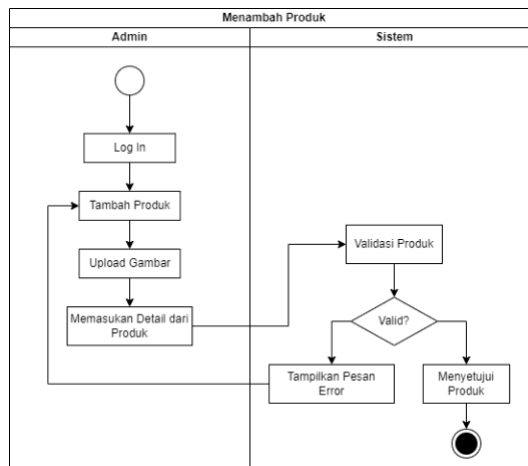 Menambah Produk
Admin
Sistem
Log In
Tambah Produk
Upload Gambar
Memasukan Detail dari
Produk
Validasi Produk
Valid?
Tampilkan Pesan
Error
Menyetujui
Produk